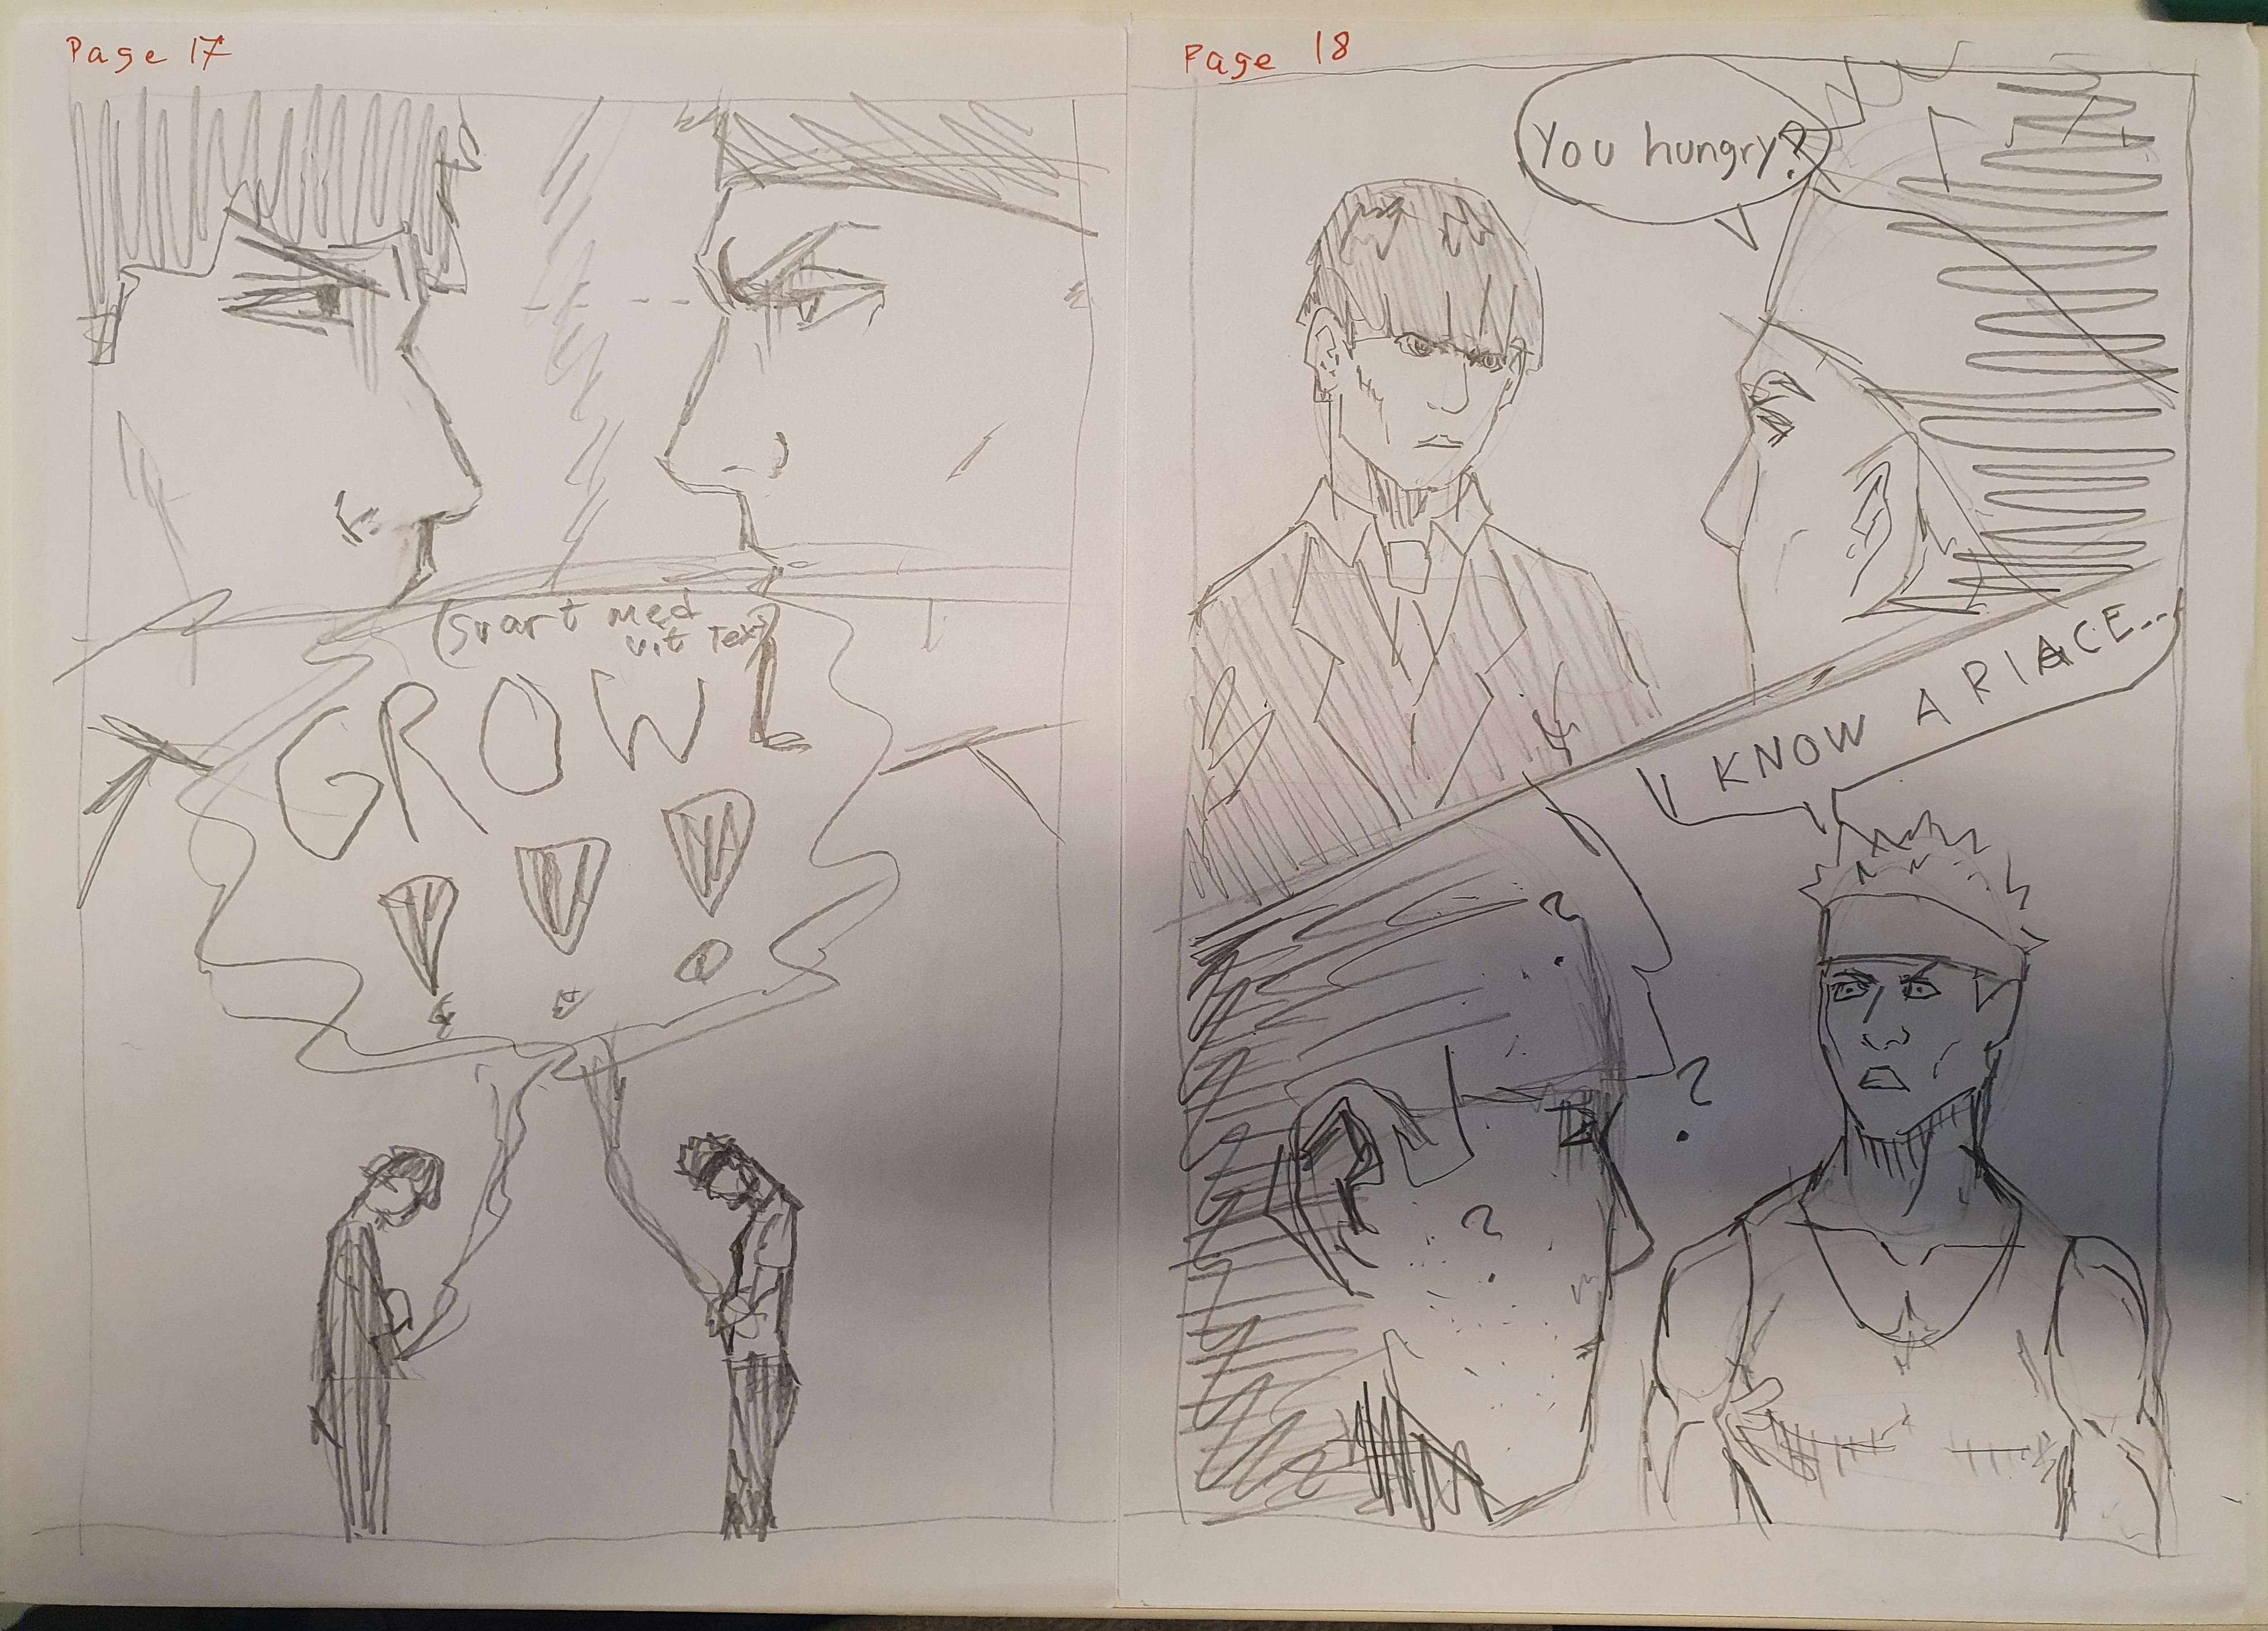 Page 17
(Svart med
vit Text)
GROWL
!!!
Page 18
You hungry?
I KNOW A PLACE...
?
?
?